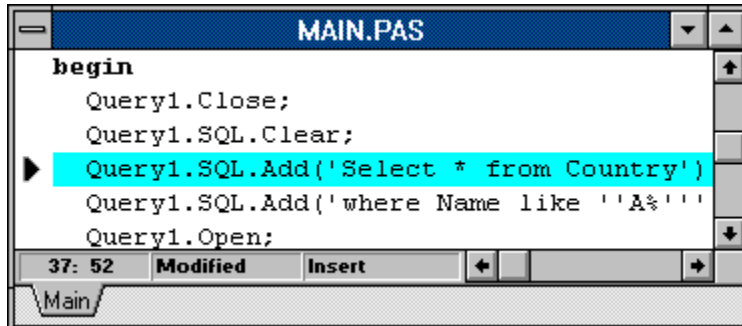 MAIN.PAS
begin
Query1.Close;
Query1.SQL.Clear;
Query1.SQL.Add('Select * from Country')
Query1.SQL.Add('where Name like ''A%'''
Query1.Open;
37: 52 Modified Insert
Main